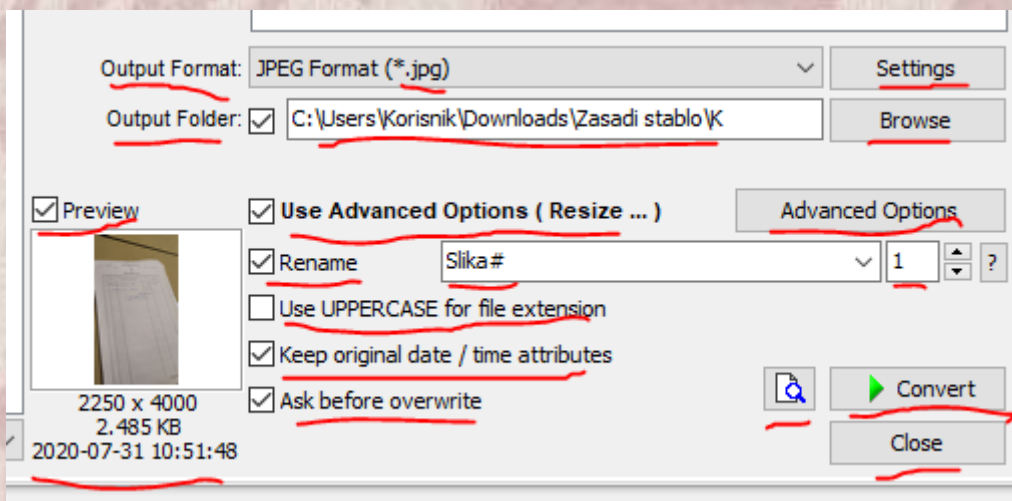 Output Format: JPEG Format (*.jpg) Settings
Output Folder: C:\Users\Korisnik\Downloads\Zasadi stablo\K Browse
Preview Use Advanced Options ( Resize ... ) Advanced Options
Rename Slika# 1 ?
Use UPPERCASE for file extension
Keep original date / time attributes
Ask before overwrite Convert
2250 x 4000
2.485 KB
Close
2020-07-31 10:51:48